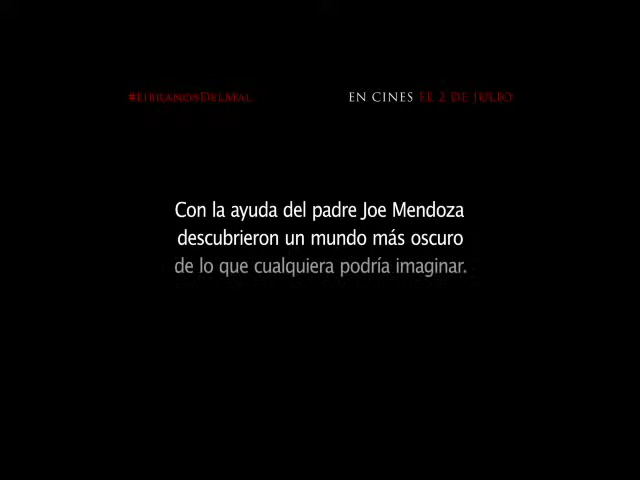 #LíbranosDelMal EN CINES EL 2 DE JULIO
Con la ayuda del padre Joe Mendoza
descubrieron un mundo más oscuro
de lo que cualquiera podría imaginar.